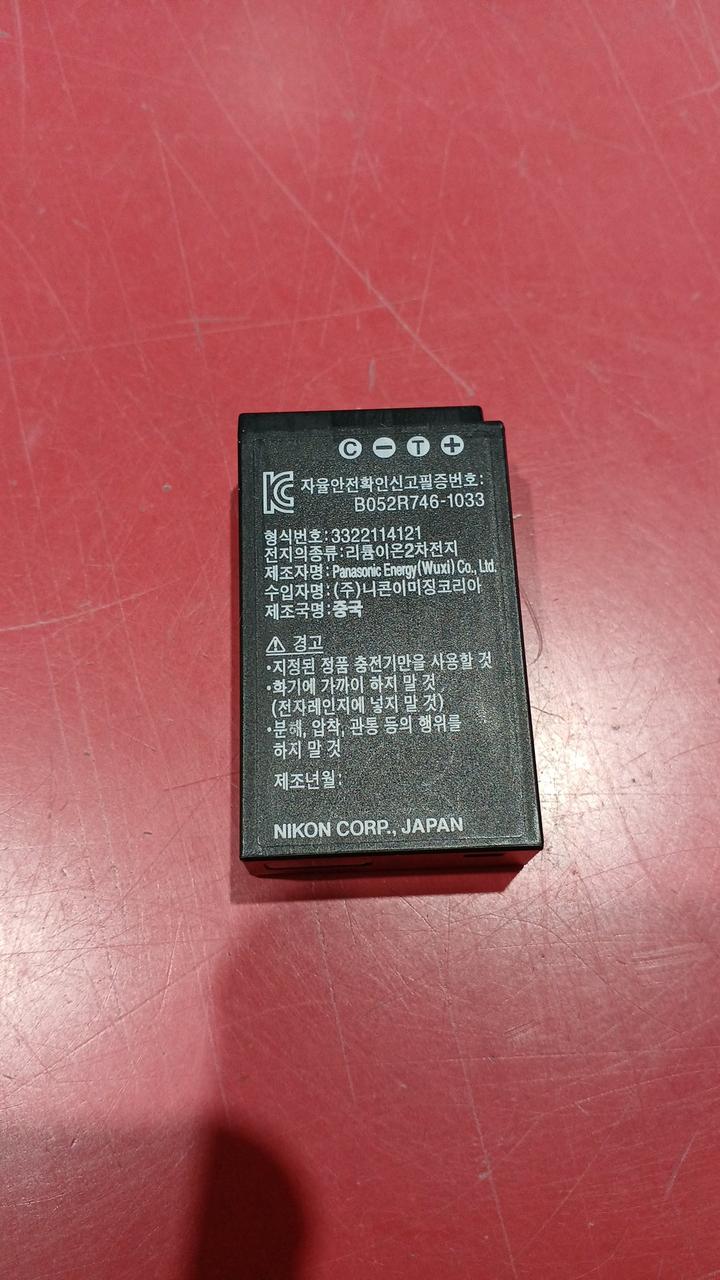 C − T +
KC 자율안전확인신고필증번호:
B052R746-1033
형식번호:3322114121
전지의종류:리튬이온2차전지
제조자명:Panasonic Energy(Wuxi) Co., Ltd.
수입자명:(주)니콘이미징코리아
제조국명:중국
⚠ 경고
•지정된 정품 충전기만을 사용할 것
•화기에 가까이 하지 말 것
(전자레인지에 넣지 말 것)
•분해, 압착, 관통 등의 행위를
하지 말 것
제조년월:
NIKON CORP., JAPAN